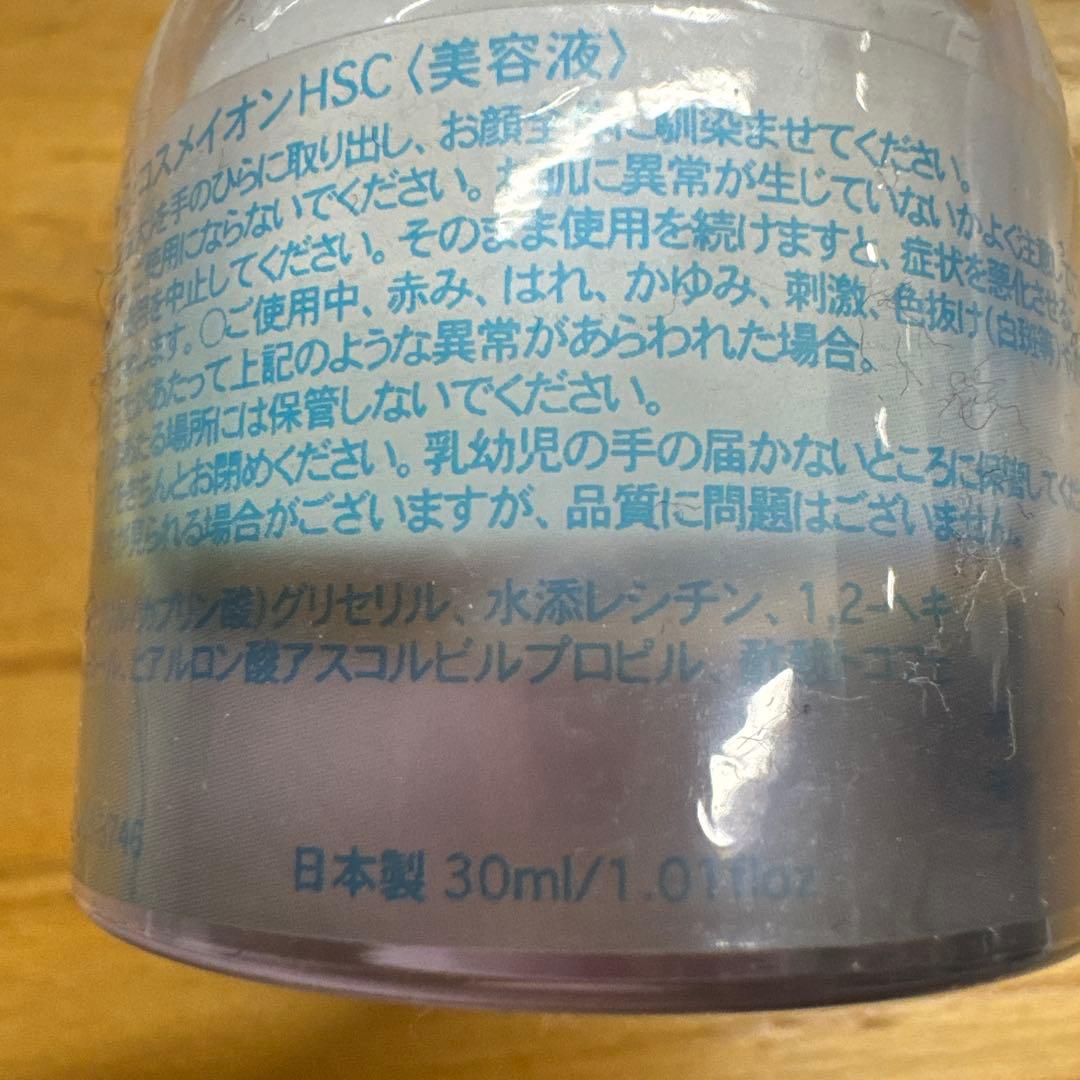 コスメイオンHSC〈美容液〉
を手のひらに取り出し、お顔全体に馴染ませてください。
使用にならないでください。お肌に異常が生じていないかよく注意して
を中止してください。そのまま使用を続けますと、症状を悪化させる
ます。○ご使用中、赤み、はれ、かゆみ、刺激、色抜け(白斑等)
があたって上記のような異常があらわれた場合。
あたる場所には保管しないでください。
きちんとお閉めください。乳幼児の手の届かないところに保管してくだ
見られる場合がございますが、品質に問題はございません。
カプリン酸)グリセリル、水添レシチン、1,2-ヘキ
ール、ヒアルロン酸アスコルビルプロピル、酢酸トコフェ
3746
日本製 30ml/1.01floz